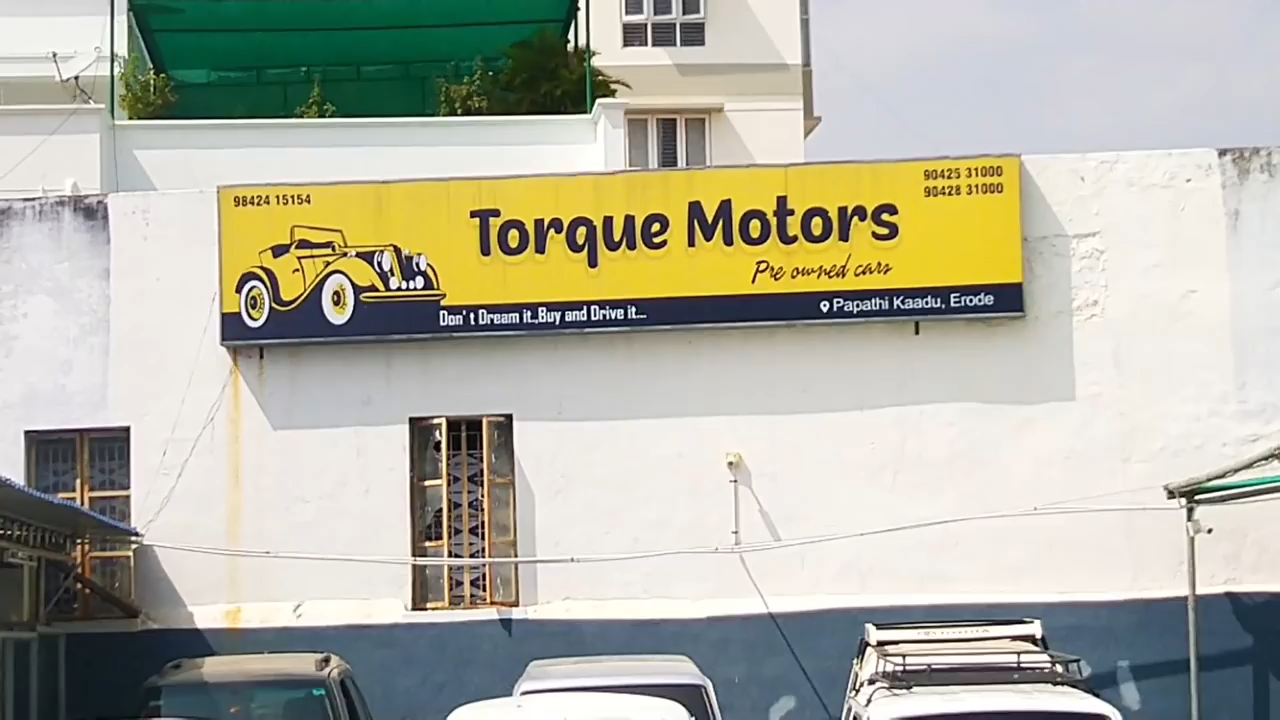 98424 15154
90425 31000
90428 31000
Torque Motors
Pre owned cars
Don't Dream it.,Buy and Drive it...
Papathi Kaadu, Erode